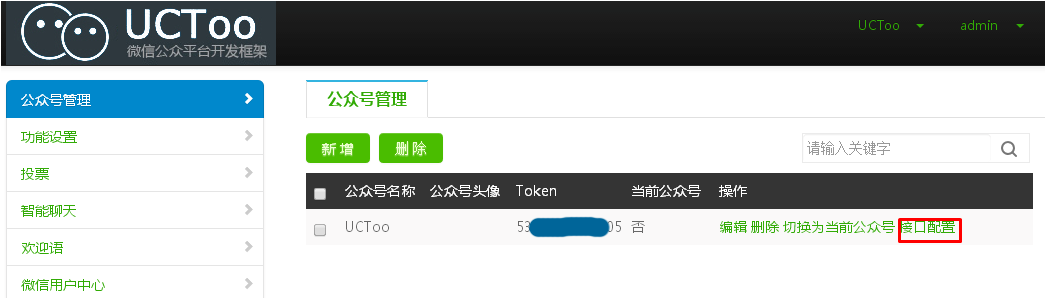 UCToo
微信公众平台开发框架
UCToo admin
公众号管理
功能设置
投票
智能聊天
欢迎语
微信用户中心
公众号管理
新增 删除
请输入关键字
公众号名称 公众号头像 Token 当前公众号 操作
UCToo 53 05 否 编辑 删除 切换为当前公众号 接口配置